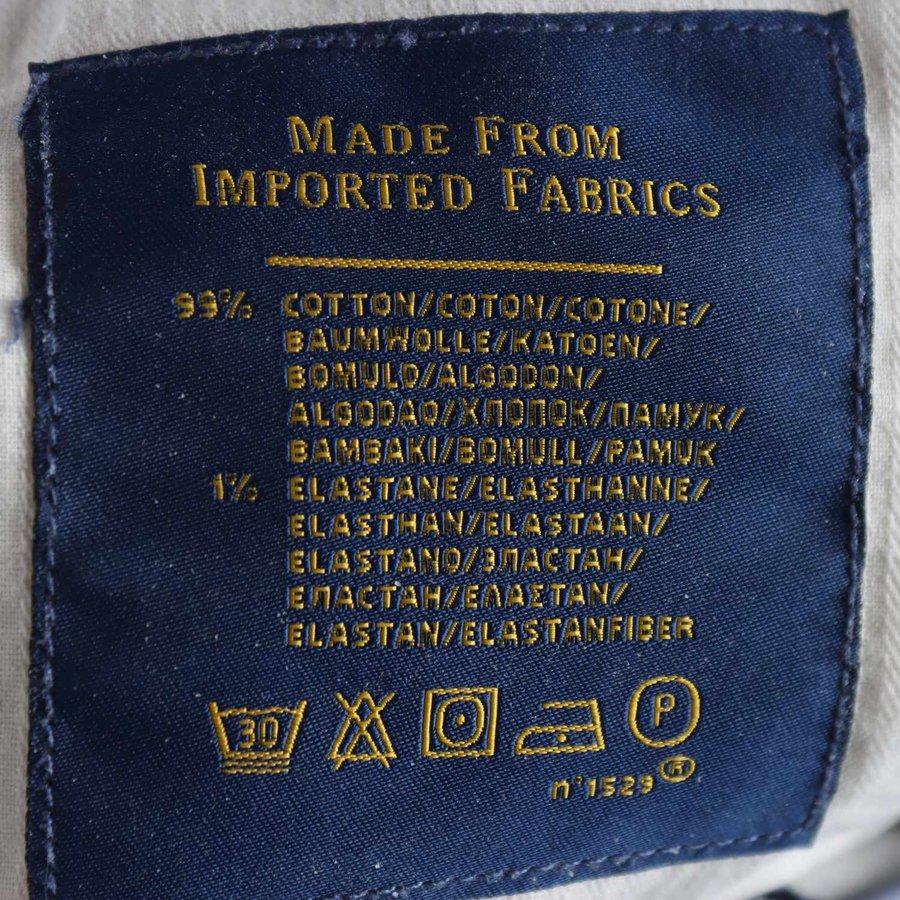 MADE FROM
IMPORTED FABRICS
99% COTTON/COTON/COTONE/
BAUMWOLLE/KATOEN/
BOMULD/ALGODON/
ALGODAO/ХЛОПОК/ПАМУК/
BAMBAKI/BOMULL/PAMUK
1% ELASTANE/ELASTHANNE/
ELASTHAN/ELASTAAN/
ELASTANO/ЭЛАСТАН/
ЕЛАСТАН/ΕΛΑΣΤΑΝ/
ELASTAN/ELASTANFIBER
30 P
n°1529 ®